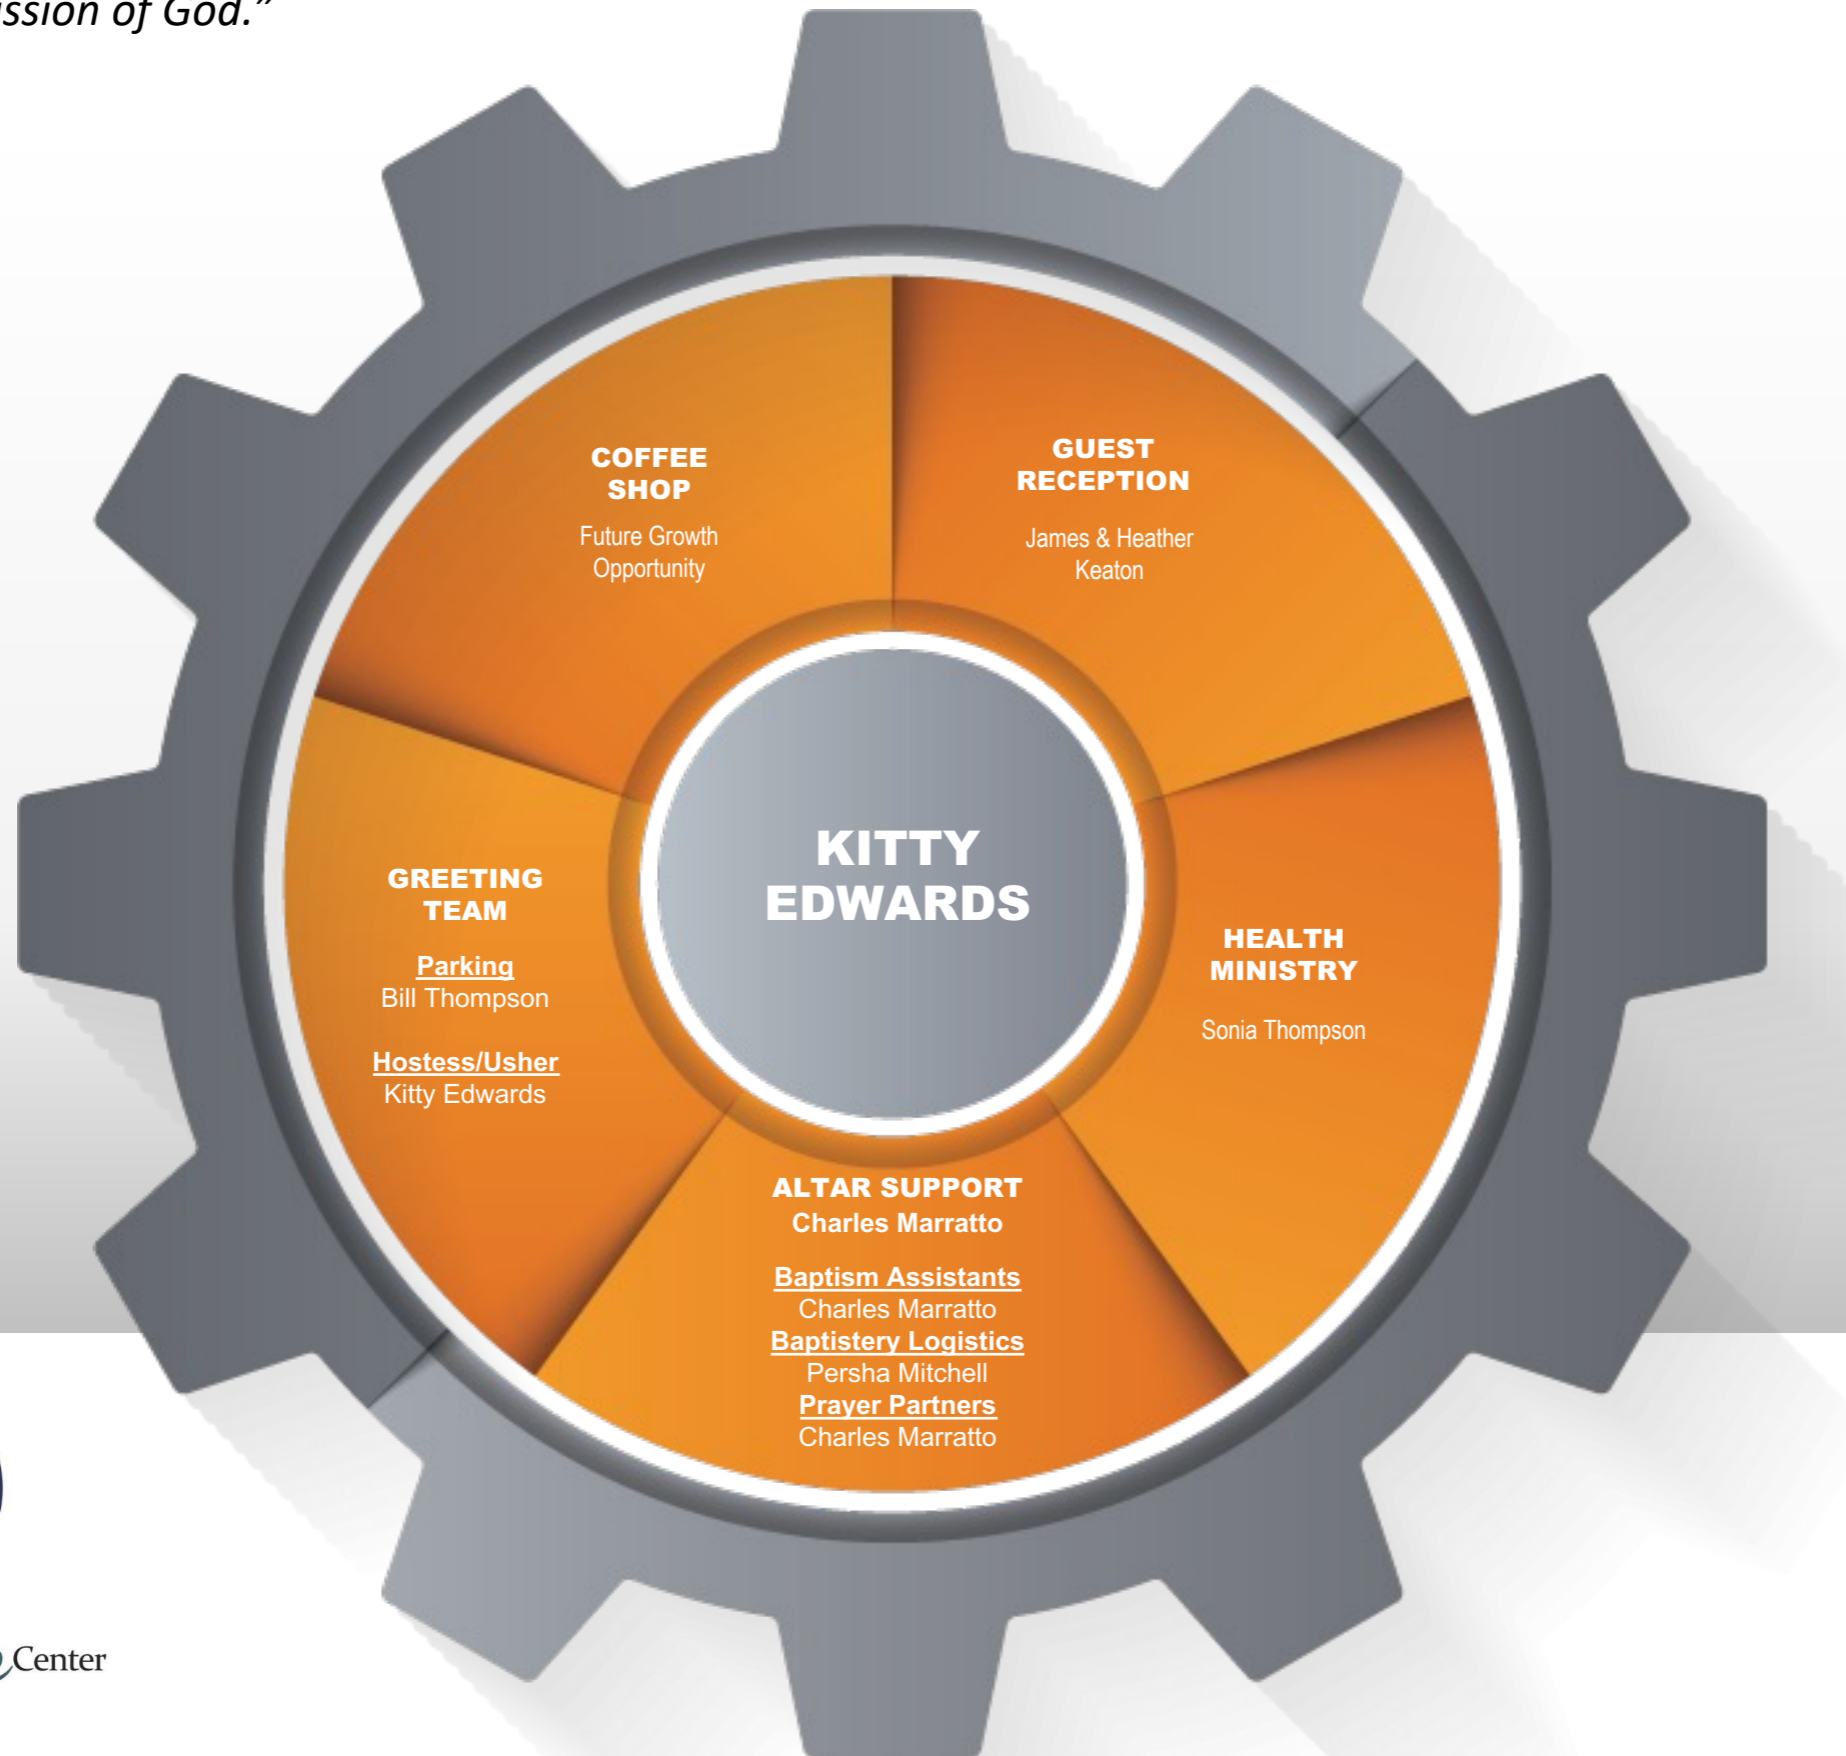 of God.”
COFFEE
SHOP
Future Growth
Opportunity
GUEST
RECEPTION
James & Heather
Keaton
KITTY
EDWARDS
GREETING
TEAM
Parking
Bill Thompson
Hostess/Usher
Kitty Edwards
HEALTH
MINISTRY
Sonia Thompson
ALTAR SUPPORT
Charles Marratto
Baptism Assistants
Charles Marratto
Baptistery Logistics
Persha Mitchell
Prayer Partners
Charles Marratto
Center